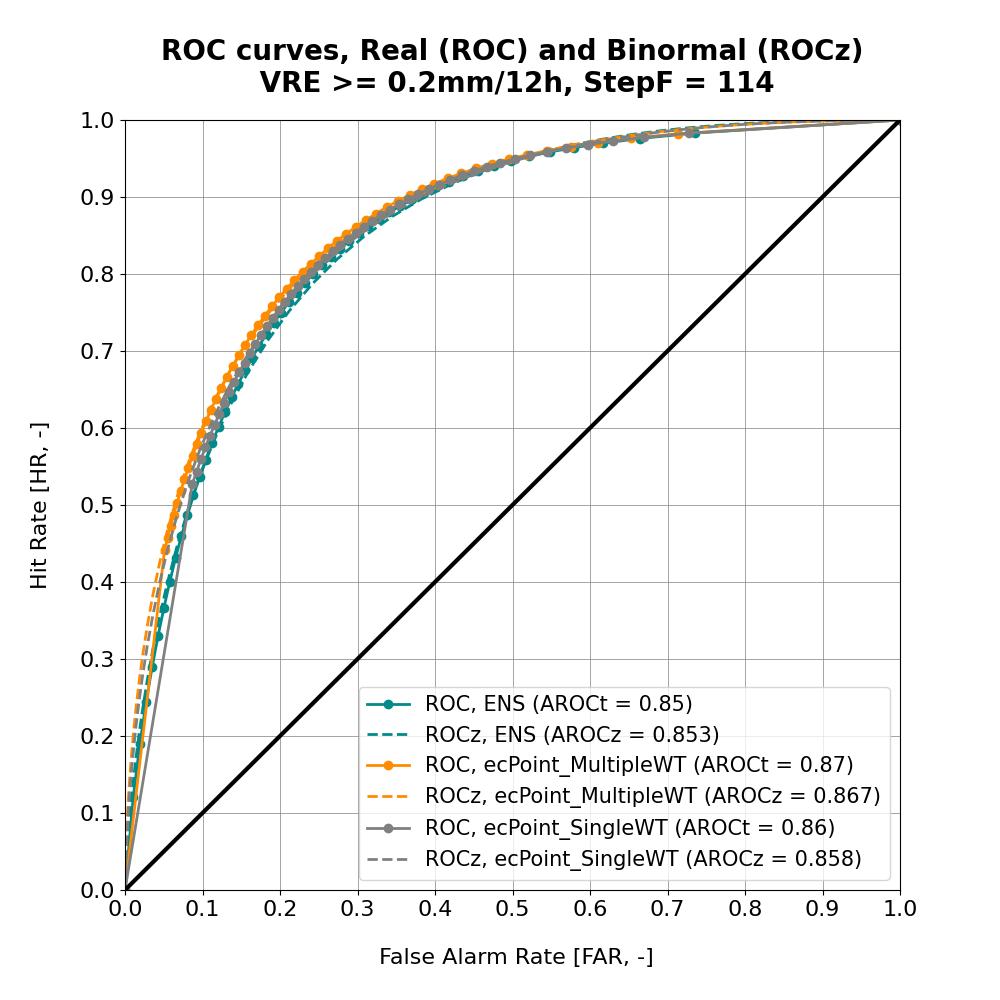 ROC curves, Real (ROC) and Binormal (ROCz)
VRE >= 0.2mm/12h, StepF = 114
1.0
0.9
0.8
0.7
0.6
0.5
0.4
0.3
0.2
0.1
0.0
Hit Rate [HR, -]
ROC, ENS (AROCt = 0.85)
ROCz, ENS (AROCz = 0.853)
ROC, ecPoint_MultipleWT (AROCt = 0.87)
ROCz, ecPoint_MultipleWT (AROCz = 0.867)
ROC, ecPoint_SingleWT (AROCt = 0.86)
ROCz, ecPoint_SingleWT (AROCz = 0.858)
0.0 0.1 0.2 0.3 0.4 0.5 0.6 0.7 0.8 0.9 1.0
False Alarm Rate [FAR, -]